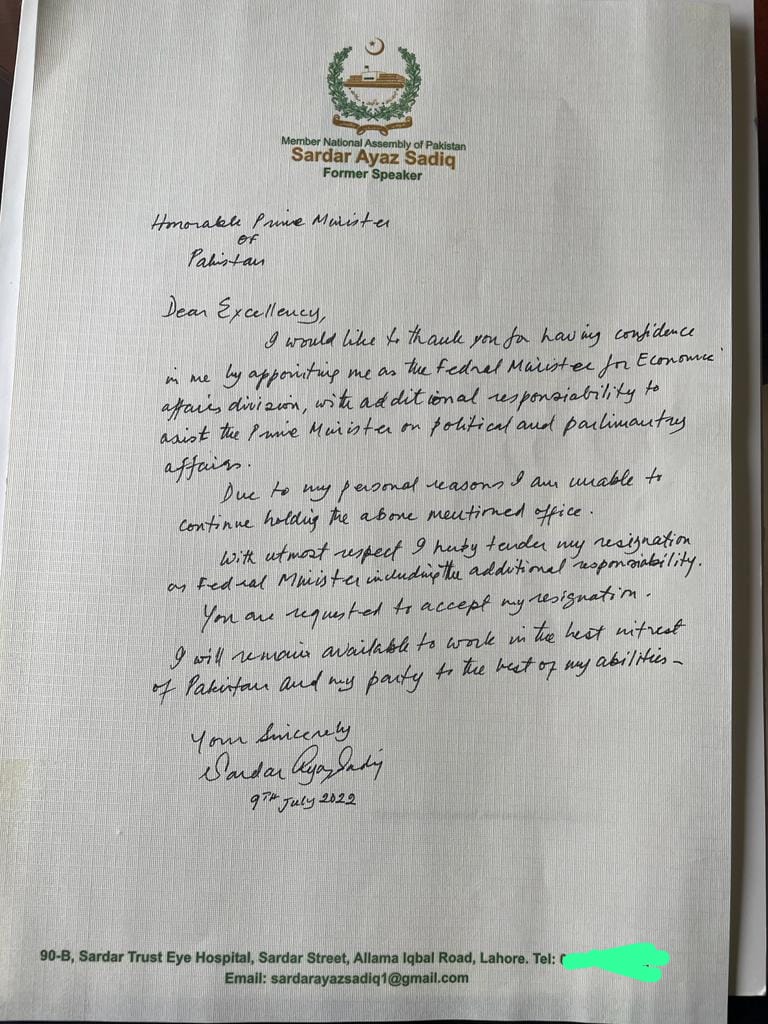 Member National Assembly of Pakistan
Sardar Ayaz Sadiq
Former Speaker
Honorable Prime Minister
of
Pakistan
Dear Excellency,
I would like to thank you for having confidence
in me by appointing me as the Fedral Minister for Economic
affairs division, with additional responsiability to
asist the Prime Minister on political and parlimantry
affairs.
Due to my personal reasons I am unable to
continue holding the above mentioned office.
With utmost respect I hereby tender my resignation
as Fedral Minister including the additional responsiability.
You are requested to accept my resignation.
I will remain available to work in the best intrest
of Pakistan and my party to the best of my abilities-
Your Sincerely
Sardar Ayaz Sadiq
9TH July 2022
90-B, Sardar Trust Eye Hospital, Sardar Street, Allama Iqbal Road, Lahore. Tel:
Email: sardarayazsadiq1@gmail.com